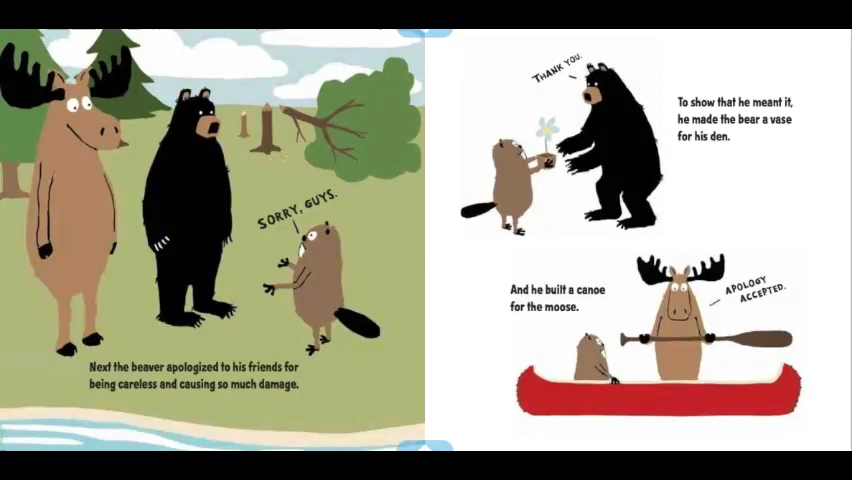 SORRY, GUYS.
Next the beaver apologized to his friends for
being careless and causing so much damage.
THANK YOU.
To show that he meant it,
he made the bear a vase
for his den.
And he built a canoe
for the moose.
APOLOGY
ACCEPTED.